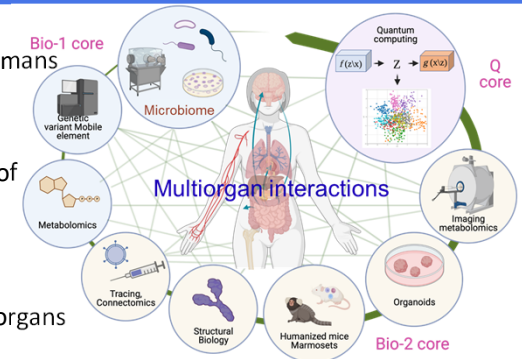 Bio-1 core
mans
Microbiome
Quantum
computing
f(z\x)
Z
g(x\z)
Q
core
Genetic
variant Mobile
element
of
Metabolomics
Multiorgan interactions
Imaging
metabolomics
Tracing,
Connectomics
Structural
Biology
Humanized mice
Marmosets
Organoids
organs
Bio-2 core